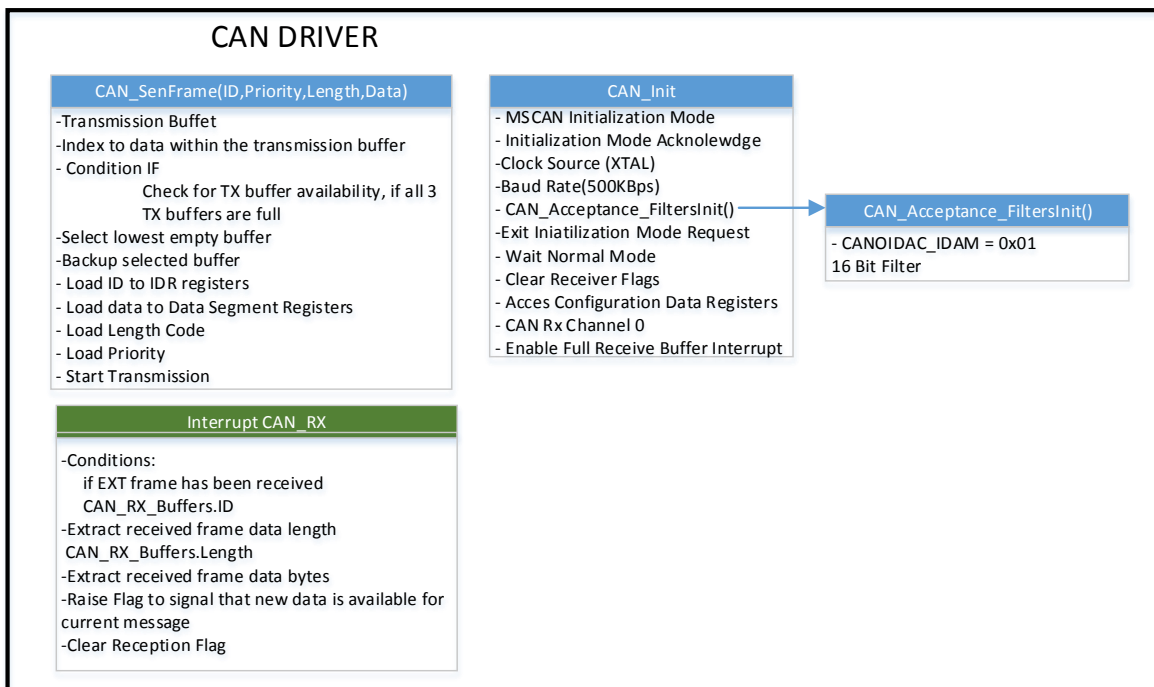 CAN DRIVER
CAN_SenFrame(ID,Priority,Length,Data)
-Transmission Buffet
-Index to data within the transmission buffer
- Condition IF
Check for TX buffer availability, if all 3
TX buffers are full
-Select lowest empty buffer
-Backup selected buffer
- Load ID to IDR registers
- Load data to Data Segment Registers
- Load Length Code
- Load Priority
- Start Transmission
CAN_Init
- MSCAN Initialization Mode
- Initialization Mode Acknolewdge
-Clock Source (XTAL)
-Baud Rate(500KBps)
- CAN_Acceptance_FiltersInit()
-Exit Iniatilization Mode Request
- Wait Normal Mode
- Clear Receiver Flags
- Acces Configuration Data Registers
- CAN Rx Channel 0
- Enable Full Receive Buffer Interrupt
CAN_Acceptance_FiltersInit()
- CANOIDAC_IDAM = 0x01
16 Bit Filter
Interrupt CAN_RX
-Conditions:
if EXT frame has been received
CAN_RX_Buffers.ID
-Extract received frame data length
CAN_RX_Buffers.Length
-Extract received frame data bytes
-Raise Flag to signal that new data is available for
current message
-Clear Reception Flag